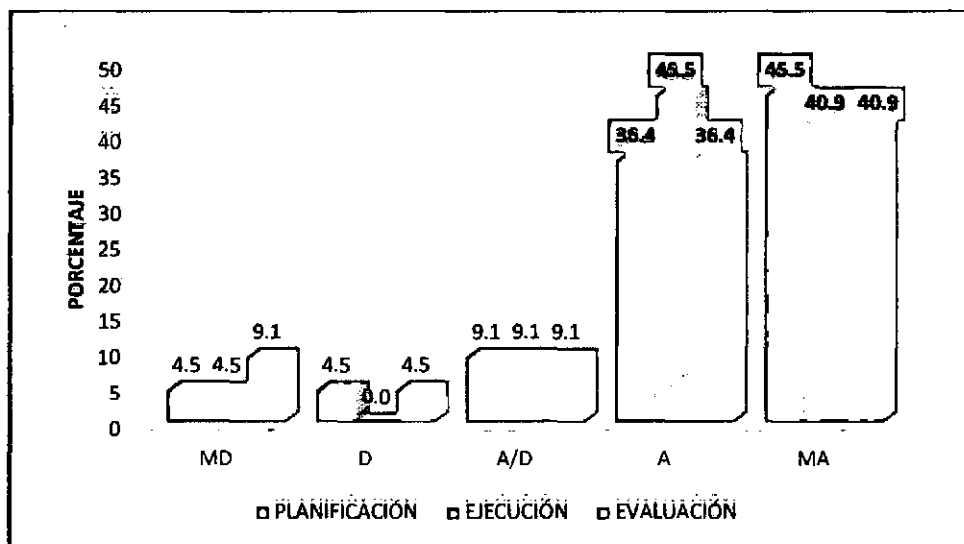 50
45
40
35
30
25
20
15
10
5
0
PORCENTAJE
4.5 4.5 9.1
4.5 0.0 4.5
9.1 9.1 9.1
36.4 45.5 36.4
45.5 40.9 40.9
MD D A/D A MA
PLANIFICACIÓN EJECUCIÓN EVALUACIÓN